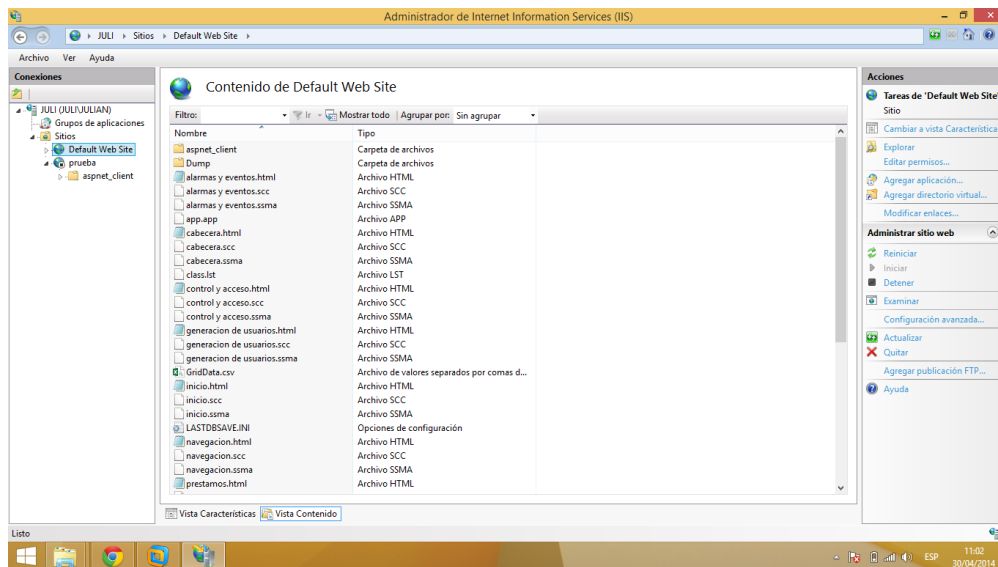 Administrador de Internet Information Services (IIS)
JULI Sitios Default Web Site
Archivo Ver Ayuda
Conexiones
JULI (JULI\JULIAN)
Grupos de aplicaciones
Sitios
Default Web Site
prueba
aspnet_client
Contenido de Default Web Site
Filtro: Ir Mostrar todo Agrupar por: Sin agrupar
Nombre Tipo
aspnet_client Carpeta de archivos
Dump Carpeta de archivos
alarmas y eventos.html Archivo HTML
alarmas y eventos.scc Archivo SCC
alarmas y eventos.ssma Archivo SSMA
app.app Archivo APP
cabecera.html Archivo HTML
cabecera.scc Archivo SCC
cabecera.ssma Archivo SSMA
class.lst Archivo LST
control y acceso.html Archivo HTML
control y acceso.scc Archivo SCC
control y acceso.ssma Archivo SSMA
generacion de usuarios.html Archivo HTML
generacion de usuarios.scc Archivo SCC
generacion de usuarios.ssma Archivo SSMA
GridData.csv Archivo de valores separados por comas d...
inicio.html Archivo HTML
inicio.scc Archivo SCC
inicio.ssma Archivo SSMA
LASTDBSAVE.INI Opciones de configuración
navegacion.html Archivo HTML
navegacion.scc Archivo SCC
navegacion.ssma Archivo SSMA
prestamos.html Archivo HTML
Vista Características Vista Contenido
Acciones
Tareas de 'Default Web Site'
Sitio
Cambiar a vista Característica
Explorar
Editar permisos...
Agregar aplicación...
Agregar directorio virtual...
Modificar enlaces...
Administrar sitio web
Reiniciar
Iniciar
Detener
Examinar
Configuración avanzada...
Actualizar
Quitar
Agregar publicación FTP...
Ayuda
Listo
ESP
11:02
30/04/2014